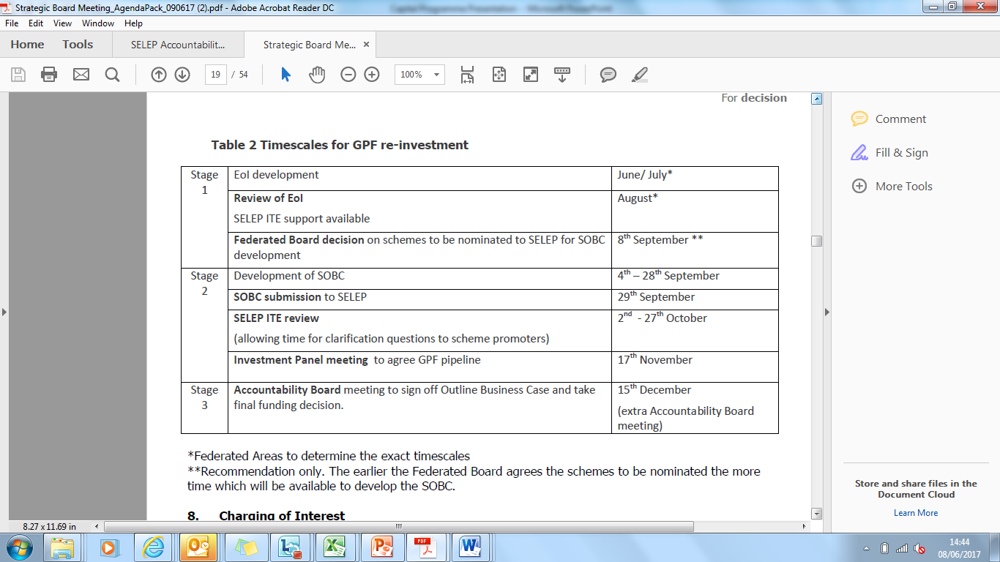 Strategic Board Meeting_AgendaPack_090617 (2).pdf - Adobe Acrobat Reader DC
Capital Programme Presentation - Microsoft PowerPoint
File Edit View Window Help
Home Tools SELEP Accountabilit... Strategic Board Me... ×
19 / 54 100%
For decision
Table 2 Timescales for GPF re-investment
Stage 1
EoI development
June/ July*
Review of EoI
SELEP ITE support available
August*
Federated Board decision on schemes to be nominated to SELEP for SOBC
development
8th September **
Stage 2
Development of SOBC
4th – 28th September
SOBC submission to SELEP
29th September
SELEP ITE review
(allowing time for clarification questions to scheme promoters)
2nd - 27th October
Investment Panel meeting to agree GPF pipeline
17th November
Stage 3
Accountability Board meeting to sign off Outline Business Case and take
final funding decision.
15th December
(extra Accountability Board
meeting)
*Federated Areas to determine the exact timescales
**Recommendation only. The earlier the Federated Board agrees the schemes to be nominated the more
time which will be available to develop the SOBC.
8. Charging of Interest
8.27 x 11.69 in
Comment
Fill & Sign
More Tools
Store and share files in the
Document Cloud
Learn More
PDF
14:44
08/06/2017